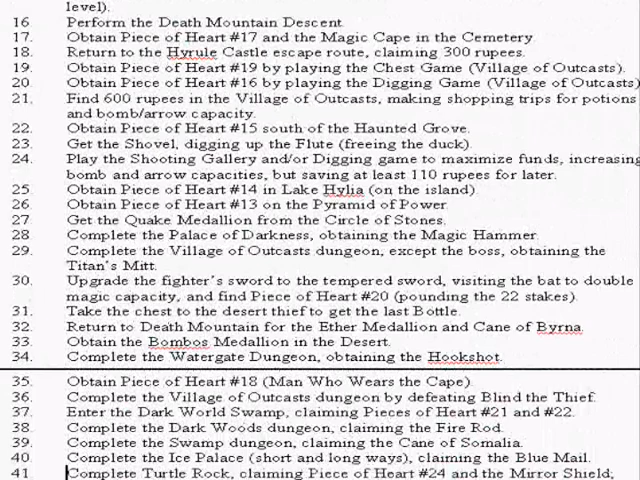 level).
16 Perform the Death Mountain Descent
17. Obtain Piece of Heart #17 and the Magic Cape in the Cemetery.
18. Return to the Hyrule Castle escape route, claiming 300 rupees.
19. Obtain Piece of Heart #19 by playing the Chest Game (Village of Outcasts).
20. Obtain Piece of Heart #16 by playing the Digging Game (Village of Outcasts)
21. Find 600 rupees in the Village of Outcasts, making shopping trips for potions
and bomb/arrow capacity.
22. Obtain Piece of Heart #15 south of the Haunted Grove.
23. Get the Shovel, digging up the Flute (freeing the duck).
24. Play the Shooting Gallery and/or Digging game to maximize funds, increasing
bomb and arrow capacities, but saving at least 110 rupees for later.
25 Obtain Piece of Heart #14 in Lake Hylia (on the island).
26 Obtain Piece of Heart #13 on the Pyramid of Power.
27 Get the Quake Medallion from the Circle of Stones.
28 Complete the Palace of Darkness, obtaining the Magic Hammer.
29. Complete the Village of Outcasts dungeon, except the boss, obtaining the
Titan's Mitt.
30. Upgrade the fighter's sword to the tempered sword, visiting the bat to double
magic capacity, and find Piece of Heart #20 (pounding the 22 stakes).
31. Take the chest to the desert thief to get the last Bottle.
32. Return to Death Mountain for the Ether Medallion and Cane of Byrna.
33. Obtain the Bombos Medallion in the Desert.
34. Complete the Watergate Dungeon, obtaining the Hookshot.
35. Obtain Piece of Heart #18 (Man Who Wears the Cape).
36. Complete the Village of Outcasts dungeon by defeating Blind the Thief.
37. Enter the Dark World Swamp, claiming Pieces of Heart #21 and #22.
38 Complete the Dark Woods dungeon, claiming the Fire Rod.
39. Complete the Swamp dungeon, claiming the Cane of Somalia.
40. Complete the Ice Palace (short and long ways), claiming the Blue Mail.
41 Complete Turtle Rock, claiming Piece of Heart #24 and the Mirror Shield;